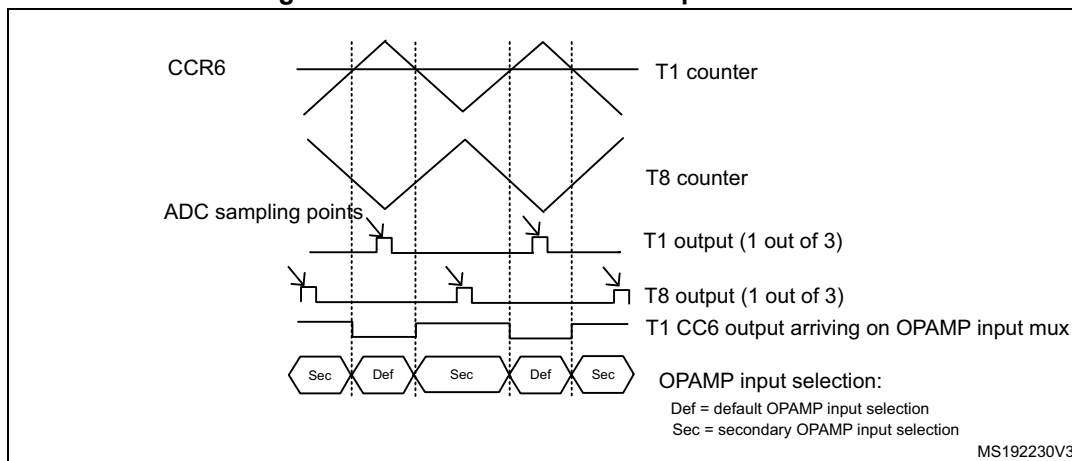 CCR6
T1 counter
T8 counter
ADC sampling points
T1 output (1 out of 3)
T8 output (1 out of 3)
T1 CC6 output arriving on OPAMP input mux
Sec Def Sec Def Sec
OPAMP input selection:
Def = default OPAMP input selection
Sec = secondary OPAMP input selection
MS192230V3